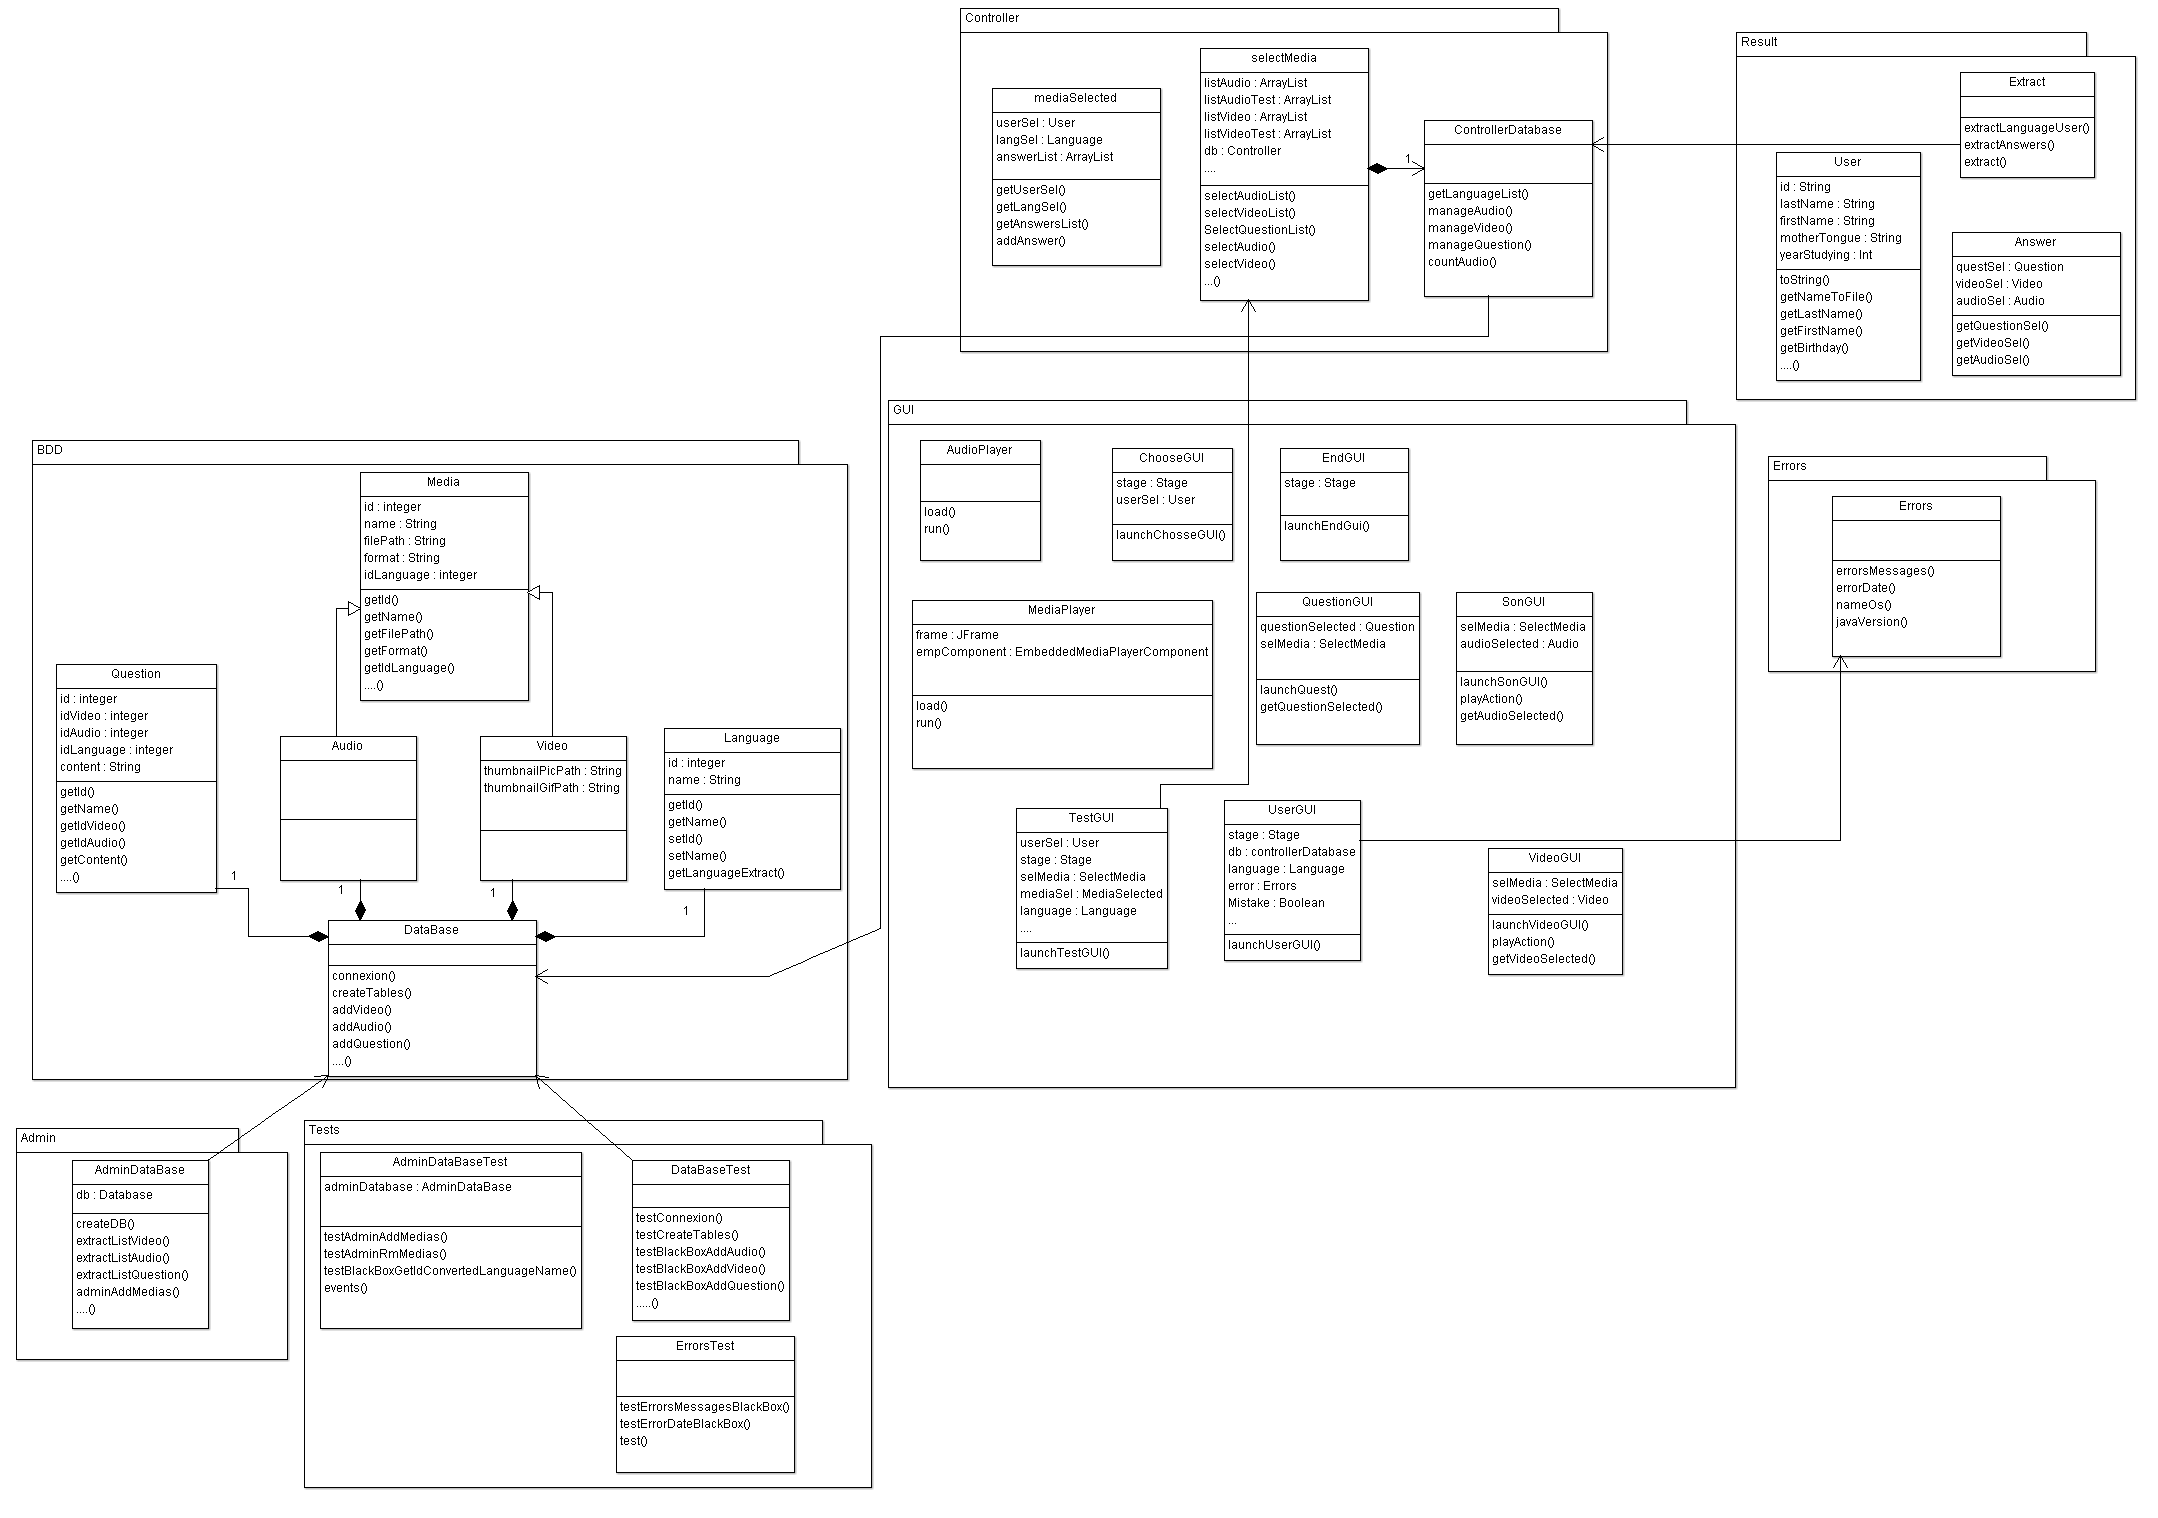 Controller
mediaSelected
userSel : User
langSel : Language
answerList : ArrayList
getUserSel()
getLangSel()
getAnswersList()
addAnswer()
selectMedia
listAudio : ArrayList
listAudioTest : ArrayList
listVideo : ArrayList
listVideoTest : ArrayList
db : Controller
....
selectAudioList()
selectVideoList()
SelectQuestionList()
selectAudio()
selectVideo()
...()
1
ControllerDatabase
getLanguageList()
manageAudio()
manageVideo()
manageQuestion()
countAudio()
Result
Extract
extractLanguageUser()
extractAnswers()
extract()
User
id : String
lastName : String
firstName : String
motherTongue : String
yearStudying : Int
toString()
getNameToFile()
getLastName()
getFirstName()
getBirthday()
....()
Answer
questSel : Question
videoSel : Video
audioSel : Audio
getQuestionSel()
getVideoSel()
getAudioSel()
BDD
Media
id : integer
name : String
filePath : String
format : String
idLanguage : integer
getId()
getName()
getFilePath()
getFormat()
getIdLanguage()
....()
Question
id : integer
idVideo : integer
idAudio : integer
idLanguage : integer
content : String
getId()
getName()
getIdVideo()
getIdAudio()
getContent()
....()
Audio
Video
thumbnailPicPath : String
thumbnailGifPath : String
Language
id : integer
name : String
getId()
getName()
setId()
setName()
getLanguageExtract()
1
1
1
1
DataBase
connexion()
createTables()
addVideo()
addAudio()
addQuestion()
....()
GUI
AudioPlayer
load()
run()
ChooseGUI
stage : Stage
userSel : User
launchChosseGUI()
EndGUI
stage : Stage
launchEndGui()
MediaPlayer
frame : JFrame
empComponent : EmbeddedMediaPlayerComponent
load()
run()
QuestionGUI
questionSelected : Question
selMedia : SelectMedia
launchQuest()
getQuestionSelected()
SonGUI
selMedia : SelectMedia
audioSelected : Audio
launchSonGUI()
playAction()
getAudioSelected()
TestGUI
userSel : User
stage : Stage
selMedia : SelectMedia
mediaSel : MediaSelected
language : Language
....
launchTestGUI()
UserGUI
stage : Stage
db : controllerDatabase
language : Language
error : Errors
Mistake : Boolean
...
launchUserGUI()
VideoGUI
selMedia : SelectMedia
videoSelected : Video
launchVideoGUI()
playAction()
getVideoSelected()
Errors
Errors
errorsMessages()
errorDate()
nameOs()
javaVersion()
Admin
AdminDataBase
db : Database
createDB()
extractListVideo()
extractListAudio()
extractListQuestion()
adminAddMedias()
....()
Tests
AdminDataBaseTest
adminDatabase : AdminDataBase
testAdminAddMedias()
testAdminRmMedias()
testBlackBoxGetIdConvertedLanguageName()
events()
DataBaseTest
testConnexion()
testCreateTables()
testBlackBoxAddAudio()
testBlackBoxAddVideo()
testBlackBoxAddQuestion()
.....()
ErrorsTest
testErrorsMessagesBlackBox()
testErrorDateBlackBox()
test()